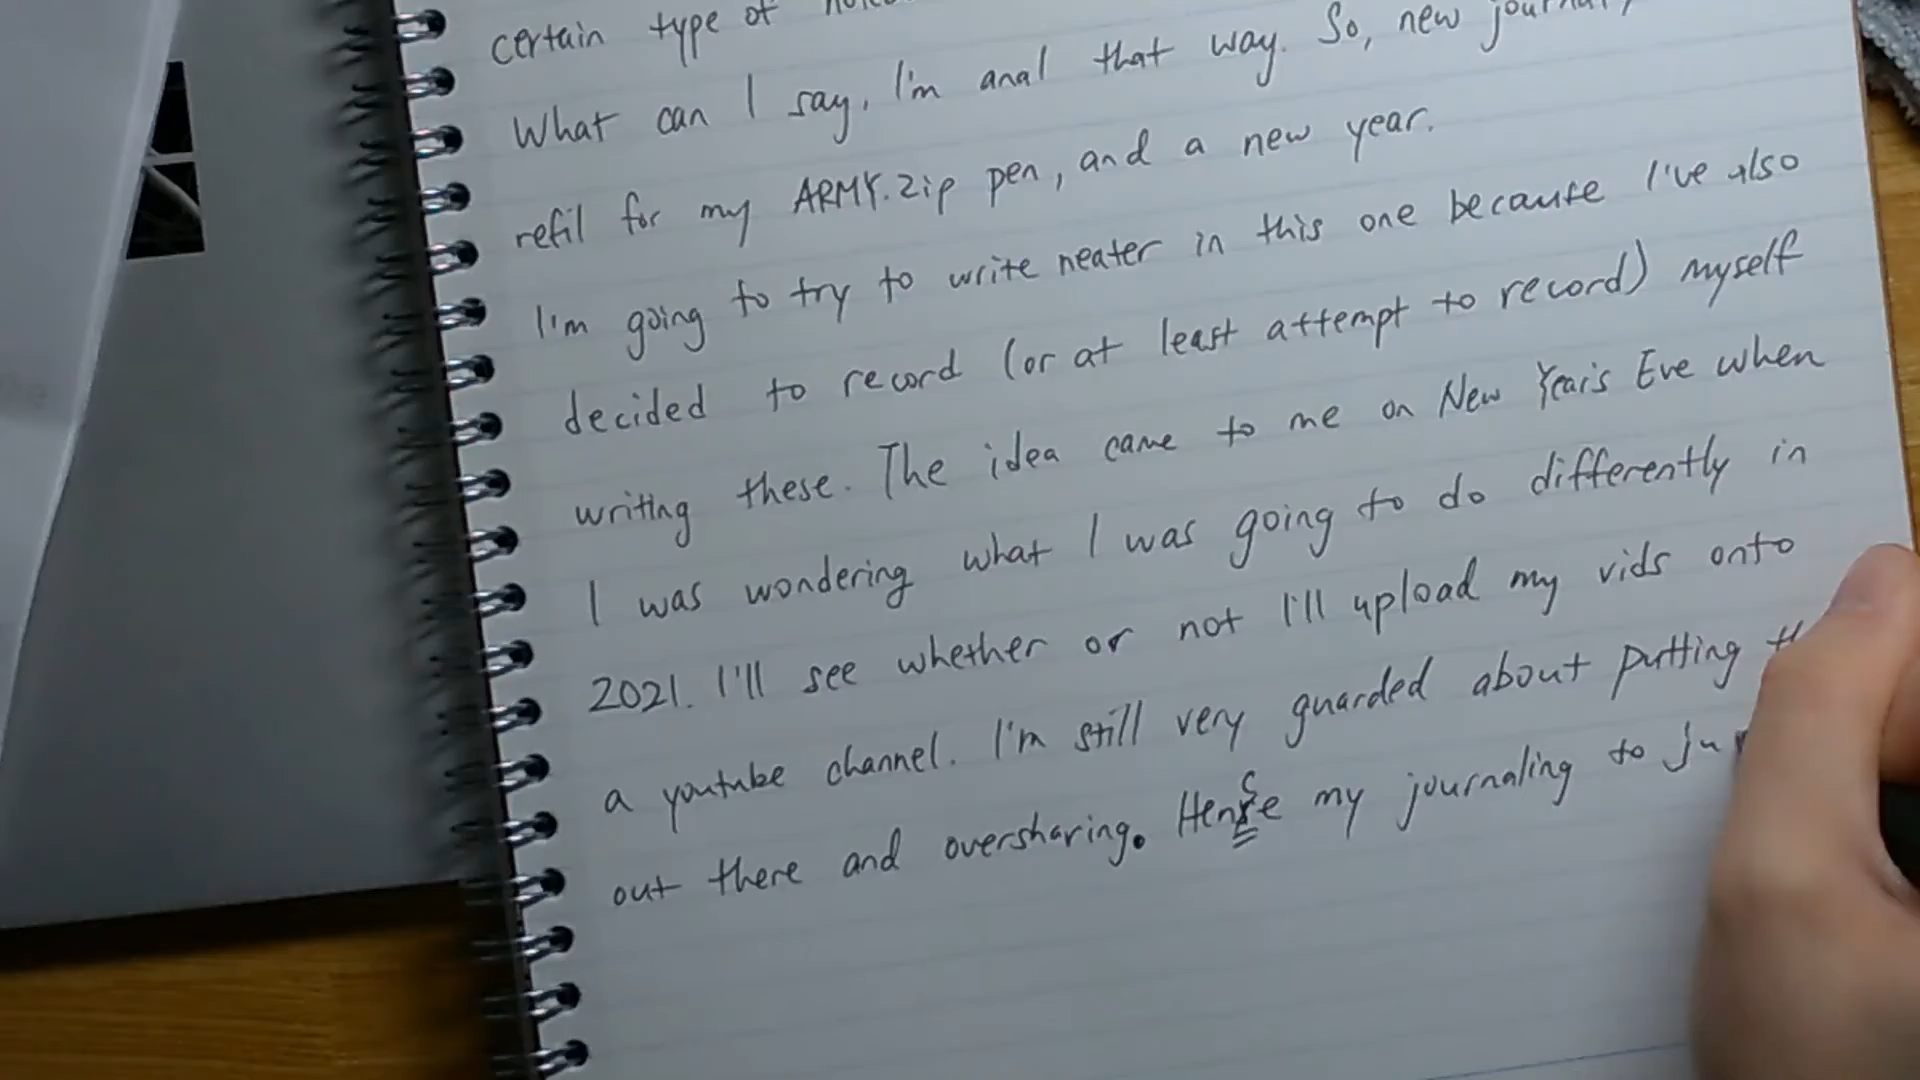 certain type of
What can I say, I'm anal that way. So, new journal,
refil for my ARMY.zip pen, and a new year.
I'm going to try to write neater in this one because I've also
decided to record (or at least attempt to record) myself
writing these. The idea came to me on New Year's Eve when
I was wondering what I was going to do differently in
2021. I'll see whether or not I'll upload my vids onto
a youtube channel. I'm still very guarded about putting
out there and oversharing. Hence my journaling to